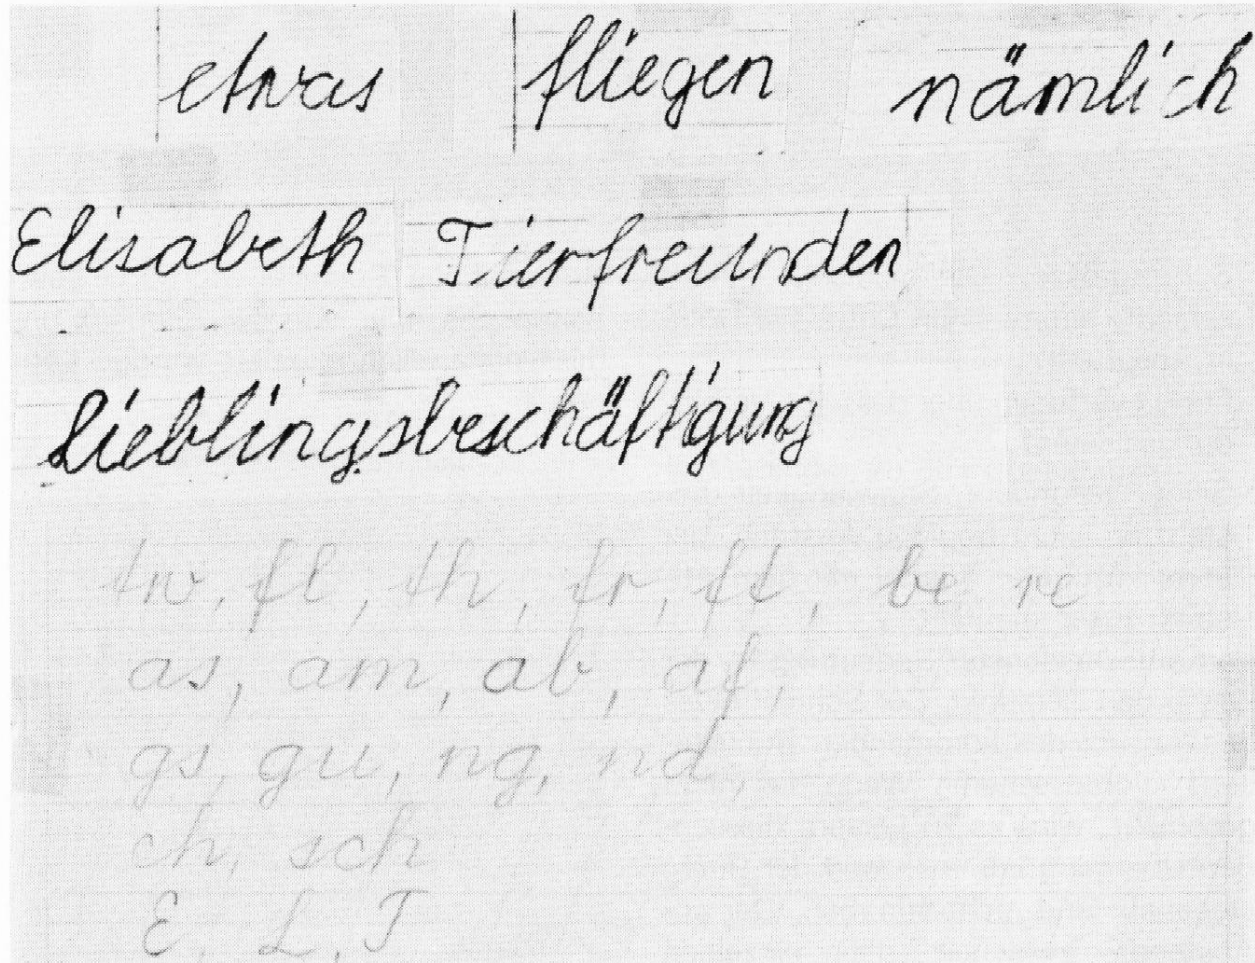 etwas fliegen nämlich
Elisabeth Tierfreunden
Lieblingsbeschäftigung
tw, fl, th, fr, ft, be re
as, am, ab, af,
gs, gu, ng, nd,
ch, sch
E, L, T